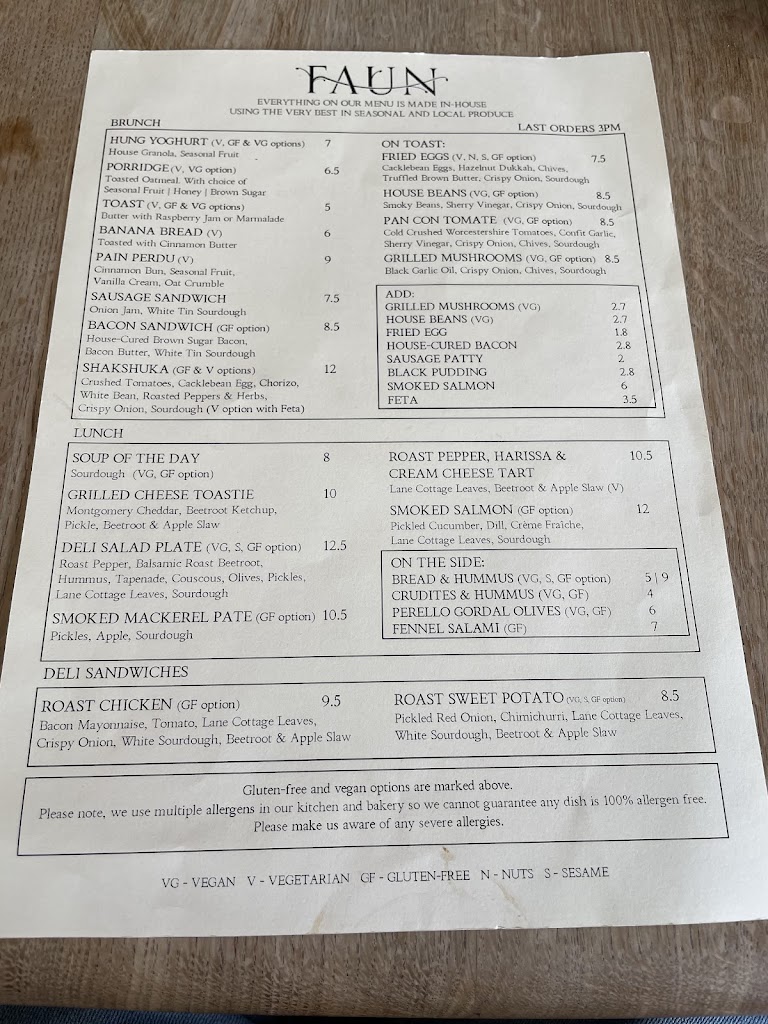 FAUN
EVERYTHING ON OUR MENU IS MADE IN-HOUSE
USING THE VERY BEST IN SEASONAL AND LOCAL PRODUCE
BRUNCH
LAST ORDERS 3PM
HUNG YOGHURT (V, GF & VG options) 7
House Granola, Seasonal Fruit
PORRIDGE (V, VG option) 6.5
Toasted Oatmeal. With choice of
Seasonal Fruit | Honey | Brown Sugar
TOAST (V, GF & VG options) 5
Butter with Raspberry Jam or Marmalade
BANANA BREAD (V) 6
Toasted with Cinnamon Butter
PAIN PERDU (V) 9
Cinnamon Bun, Seasonal Fruit,
Vanilla Cream, Oat Crumble
SAUSAGE SANDWICH 7.5
Onion Jam, White Tin Sourdough
BACON SANDWICH (GF option) 8.5
House-Cured Brown Sugar Bacon,
Bacon Butter, White Tin Sourdough
SHAKSHUKA (GF & V options) 12
Crushed Tomatoes, Cacklebean Egg, Chorizo,
White Bean, Roasted Peppers & Herbs,
Crispy Onion, Sourdough (V option with Feta)
ON TOAST:
FRIED EGGS (V, N, S, GF option) 7.5
Cacklebean Eggs, Hazelnut Dukkah, Chives,
Truffled Brown Butter, Crispy Onion, Sourdough
HOUSE BEANS (VG, GF option) 8.5
Smoky Beans, Sherry Vinegar, Crispy Onion, Sourdough
PAN CON TOMATE (VG, GF option) 8.5
Cold Crushed Worcestershire Tomatoes, Confit Garlic,
Sherry Vinegar, Crispy Onion, Chives, Sourdough
GRILLED MUSHROOMS (VG, GF option) 8.5
Black Garlic Oil, Crispy Onion, Chives, Sourdough
ADD:
GRILLED MUSHROOMS (VG) 2.7
HOUSE BEANS (VG) 2.7
FRIED EGG 1.8
HOUSE-CURED BACON 2.8
SAUSAGE PATTY 2
BLACK PUDDING 2.8
SMOKED SALMON 6
FETA 3.5
LUNCH
SOUP OF THE DAY 8
Sourdough (VG, GF option)
GRILLED CHEESE TOASTIE 10
Montgomery Cheddar, Beetroot Ketchup,
Pickle, Beetroot & Apple Slaw
DELI SALAD PLATE (VG, S, GF option) 12.5
Roast Pepper, Balsamic Roast Beetroot,
Hummus, Tapenade, Couscous, Olives, Pickles,
Lane Cottage Leaves, Sourdough
SMOKED MACKEREL PATE (GF option) 10.5
Pickles, Apple, Sourdough
ROAST PEPPER, HARISSA & 10.5
CREAM CHEESE TART
Lane Cottage Leaves, Beetroot & Apple Slaw (V)
SMOKED SALMON (GF option) 12
Pickled Cucumber, Dill, Crème Fraîche,
Lane Cottage Leaves, Sourdough
ON THE SIDE:
BREAD & HUMMUS (VG, S, GF option) 5 | 9
CRUDITES & HUMMUS (VG, GF) 4
PERELLO GORDAL OLIVES (VG, GF) 6
FENNEL SALAMI (GF) 7
DELI SANDWICHES
ROAST CHICKEN (GF option) 9.5
Bacon Mayonnaise, Tomato, Lane Cottage Leaves,
Crispy Onion, White Sourdough, Beetroot & Apple Slaw
ROAST SWEET POTATO (VG, S, GF option) 8.5
Pickled Red Onion, Chimichurri, Lane Cottage Leaves,
White Sourdough, Beetroot & Apple Slaw
Gluten-free and vegan options are marked above.
Please note, we use multiple allergens in our kitchen and bakery so we cannot guarantee any dish is 100% allergen free.
Please make us aware of any severe allergies.
VG - VEGAN V - VEGETARIAN GF - GLUTEN-FREE N - NUTS S - SESAME